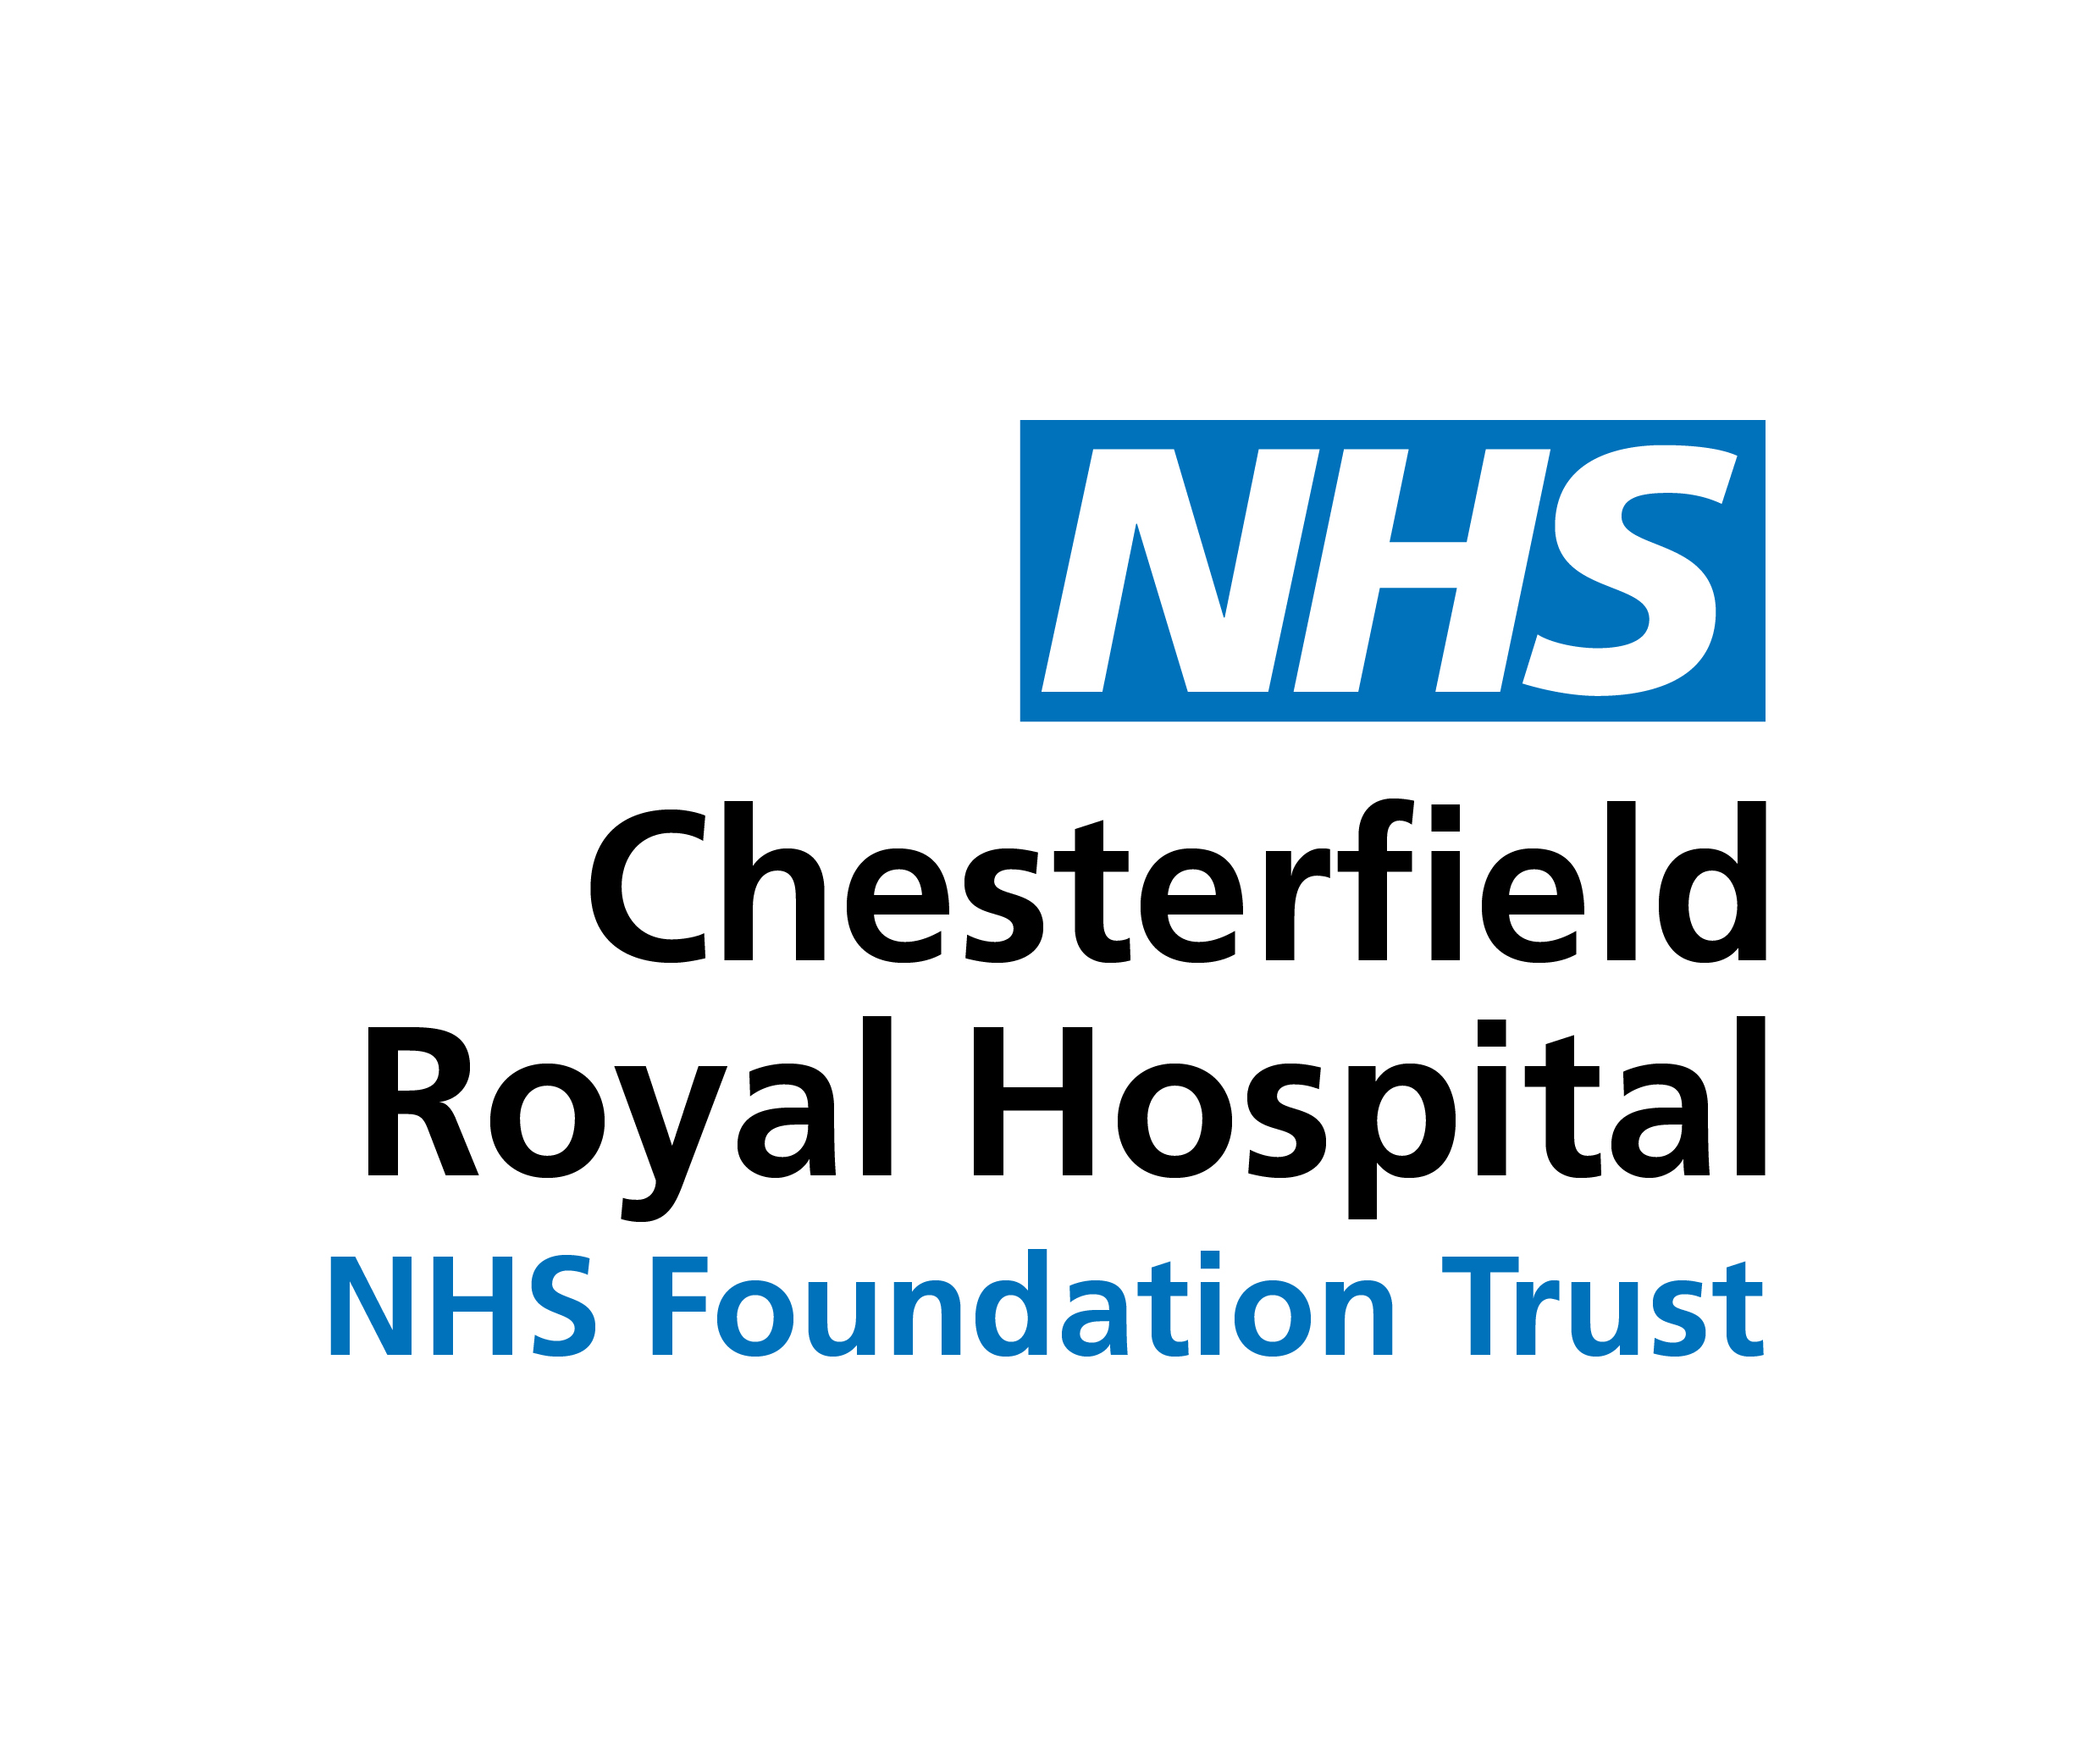 NHS
Chesterfield
Royal Hospital
NHS Foundation Trust